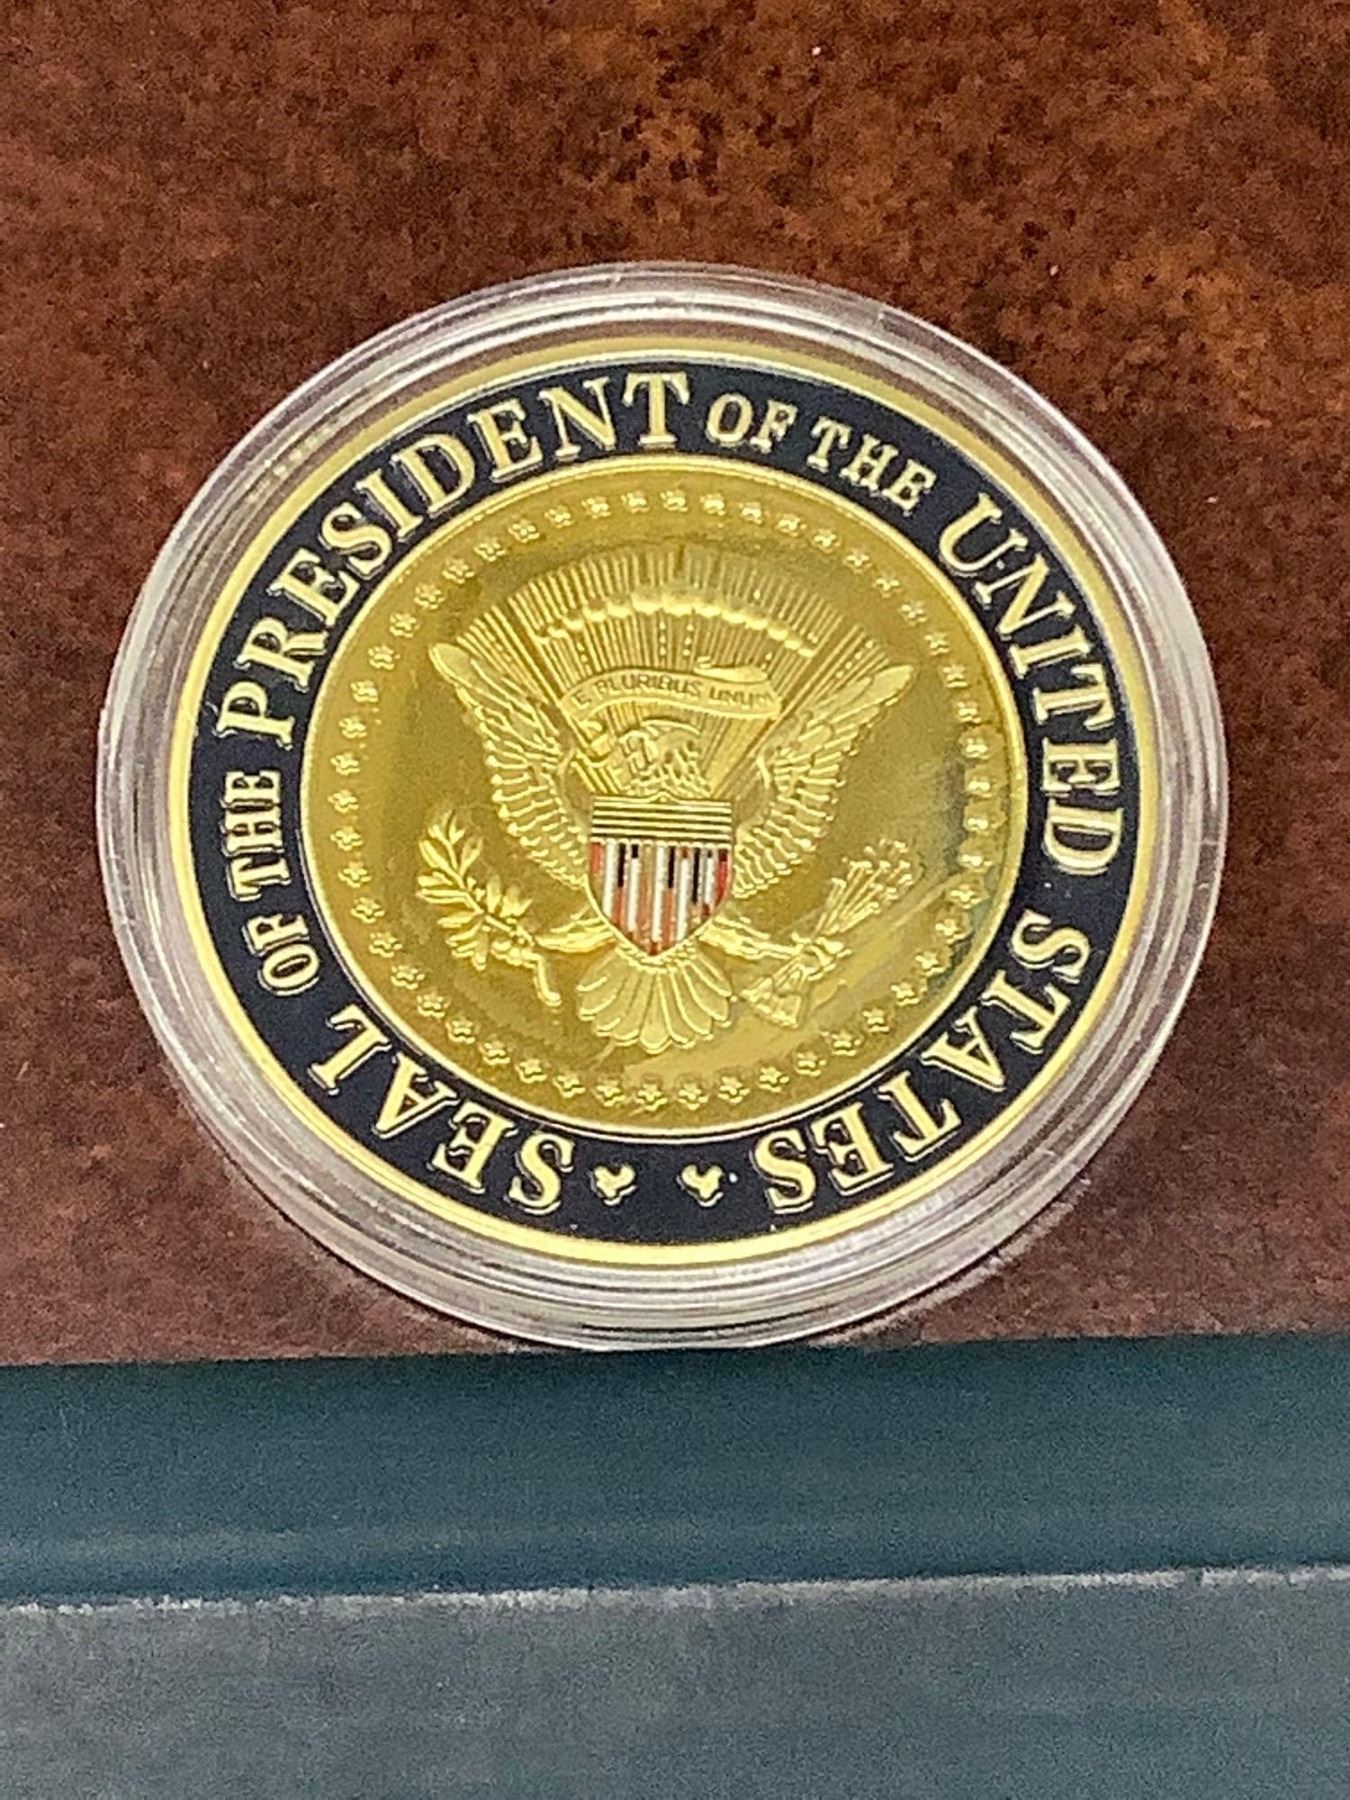 SEAL OF THE PRESIDENT OF THE UNITED STATES
E PLURIBUS UNUM